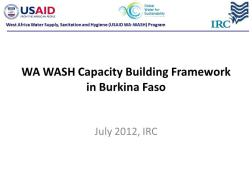 USAID
FROM THE AMERICAN PEOPLE
Global
Water for
Sustainability
IRC
West Africa Water Supply, Sanitation and Hygiene (USAID WA-WASH) Program
WA WASH Capacity Building Framework
in Burkina Faso
July 2012, IRC